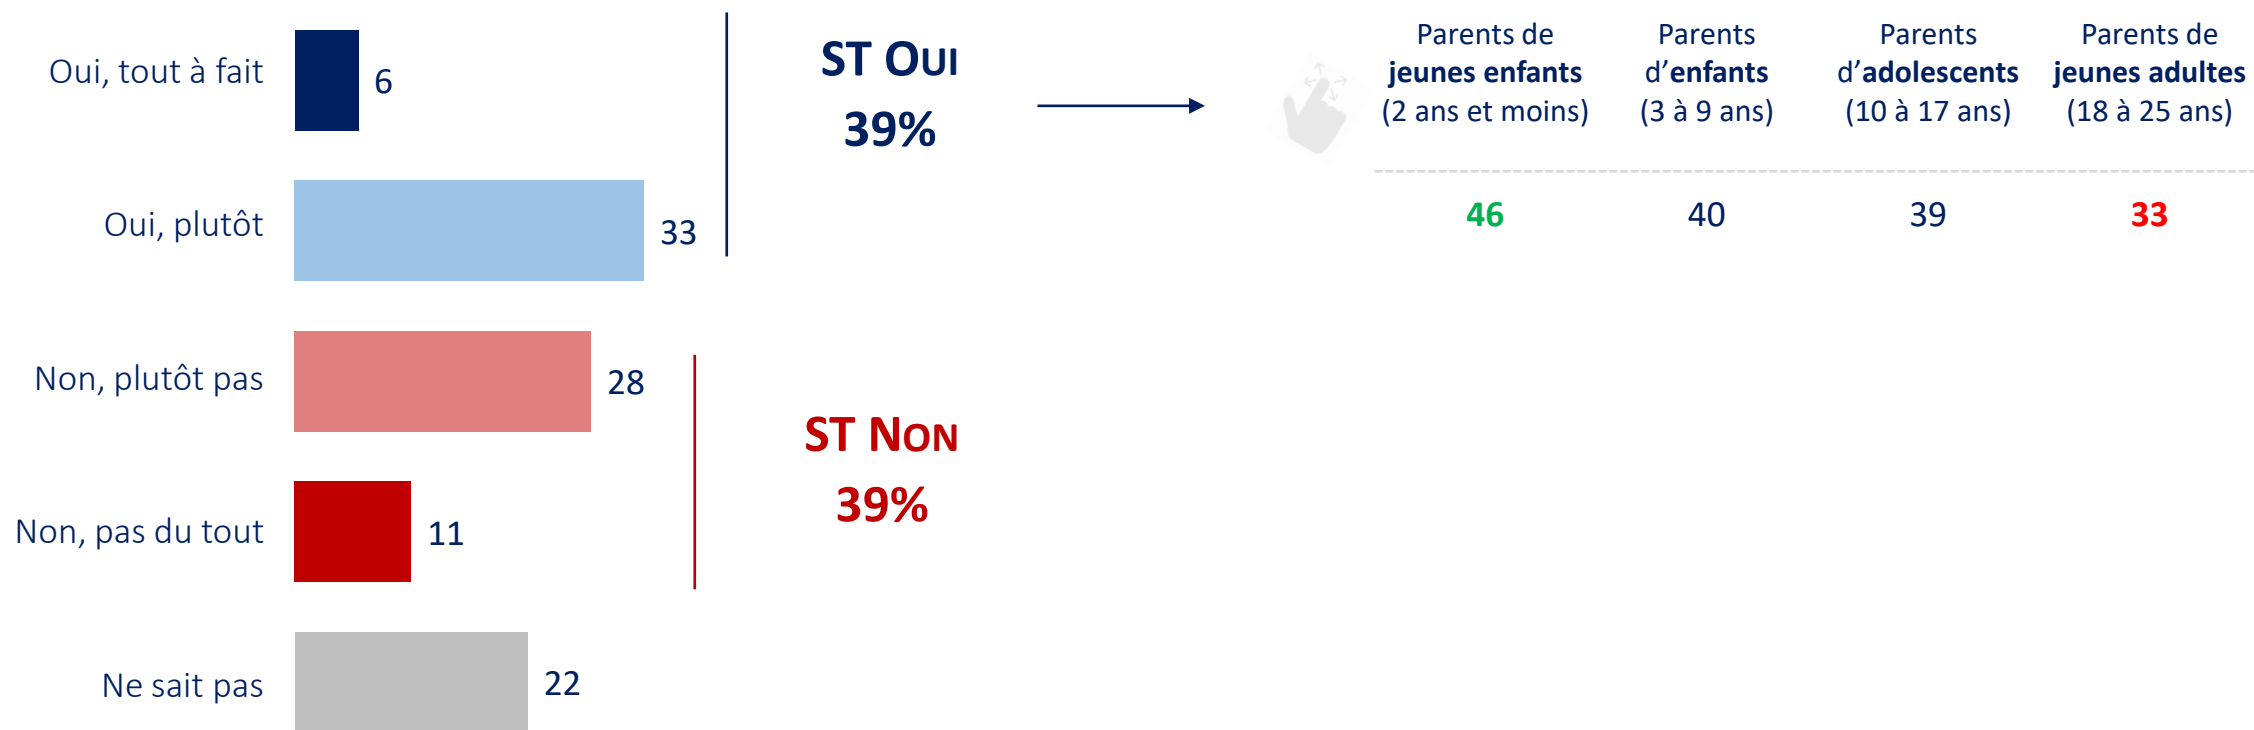 Oui, tout à fait
6
Oui, plutôt
33
Non, plutôt pas
28
Non, pas du tout
11
Ne sait pas
22
ST OUI
39%
ST NON
39%
Parents de
jeunes enfants
(2 ans et moins)
Parents
d’enfants
(3 à 9 ans)
Parents
d’adolescents
(10 à 17 ans)
Parents de
jeunes adultes
(18 à 25 ans)
46
40
39
33